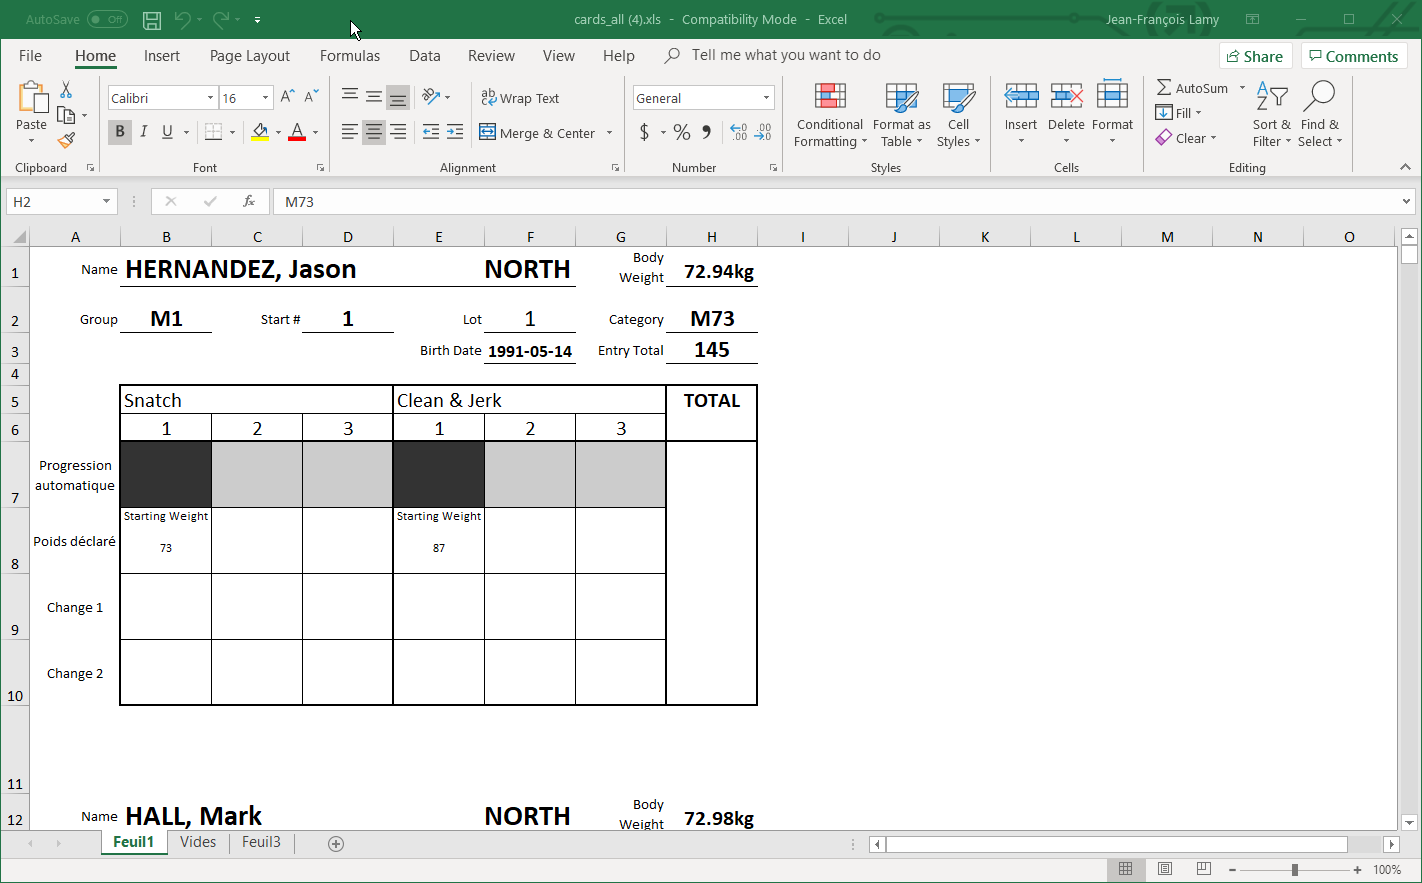 AutoSave Off cards_all (4).xls - Compatibility Mode - Excel Jean-François Lamy
File Home Insert Page Layout Formulas Data Review View Help Tell me what you want to do Share Comments
Paste Calibri 16 A A Wrap Text General Conditional Formatting Format as Table Cell Styles Insert Delete Format AutoSum Fill Clear Sort & Filter Find & Select
B I U A Merge & Center $ % , .00 .00
Clipboard Font Alignment Number Styles Cells Editing
H2 fx M73
A B C D E F G H I J K L M N O
1 Name HERNANDEZ, Jason NORTH Body Weight 72.94kg
2 Group M1 Start # 1 Lot 1 Category M73
3 Birth Date 1991-05-14 Entry Total 145
4
5 Snatch Clean & Jerk TOTAL
6 1 2 3 1 2 3
7 Progression automatique
8 Poids déclaré Starting Weight 73 Starting Weight 87
9 Change 1
10 Change 2
11
12 Name HALL, Mark NORTH Body Weight 72.98kg
Feuil1 Vides Feuil3
100%